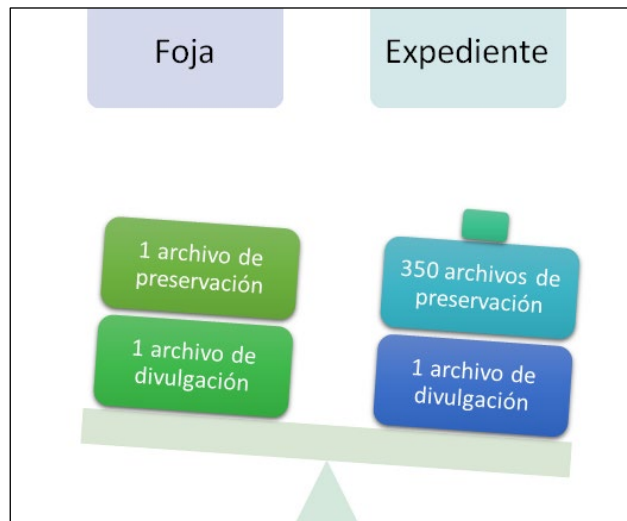 Foja
Expediente
1 archivo de
preservación
350 archivos de
preservación
1 archivo de
divulgación
1 archivo de
divulgación